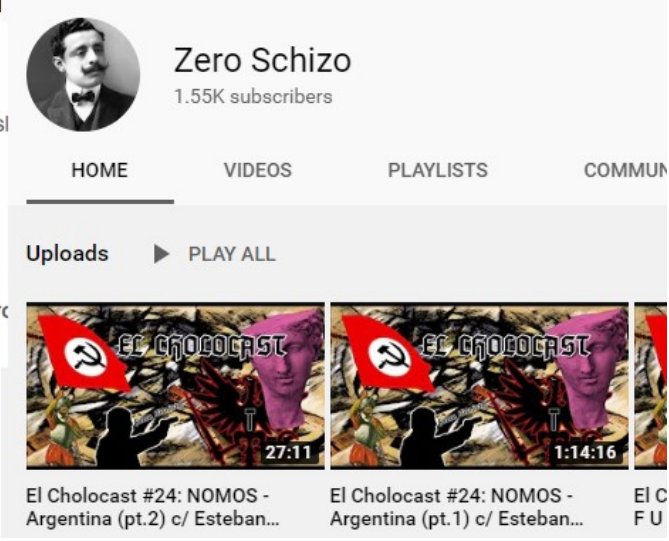 Zero Schizo
1.55K subscribers
HOME VIDEOS PLAYLISTS COMMUN
Uploads PLAY ALL
EL CHOLOCAST EL CHOLOCAST
T T
27:11 1:14:16
El Cholocast #24: NOMOS - El Cholocast #24: NOMOS - El C
Argentina (pt.2) c/ Esteban... Argentina (pt.1) c/ Esteban... F U